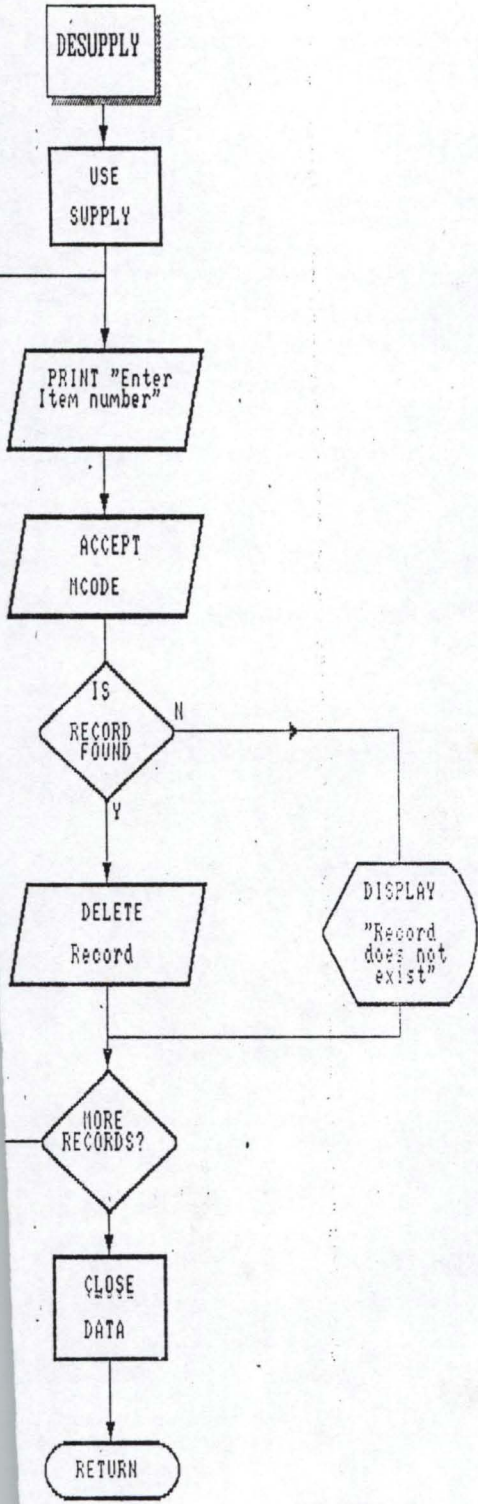 DESUPPLY
USE
SUPPLY
PRINT "Enter
Item number"
ACCEPT
MCODE
IS
RECORD
FOUND
N
Y
DELETE
Record
DISPLAY
"Record
does not
exist"
MORE
RECORDS?
CLOSE
DATA
RETURN